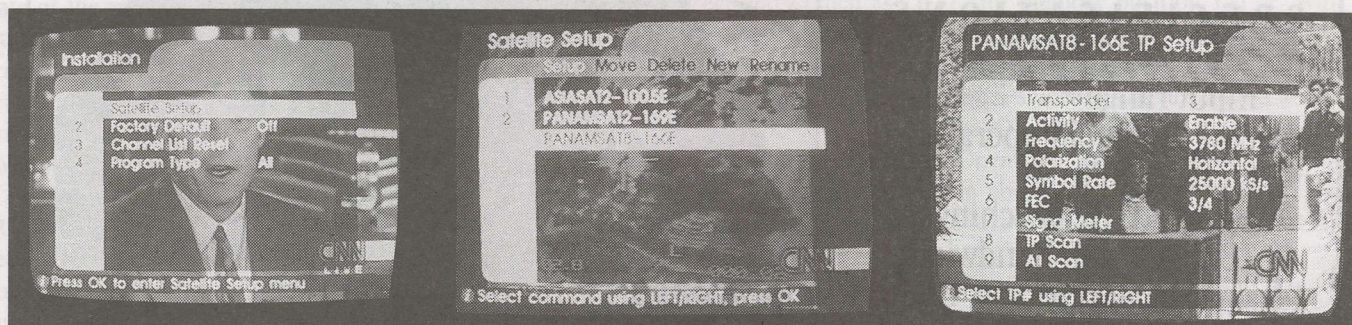 Installation
Satellite Setup
2 Factory Default Off
3 Channel List Reset
4 Program Type All
CNN
LIVE
Press OK to enter Satellite Setup menu
Satellite Setup
Setup Move Delete New Rename
1 ASIASAT2-100.5E
2 PANAMSAT2-169E
PANAMSAT8-166E
CNN
Select command using LEFT/RIGHT, press OK
PANAMSAT8-166E TP Setup
Transponder 3
2 Activity Enable
3 Frequency 3780 MHz
4 Polarization Horizontal
5 Symbol Rate 25000 kS/s
6 FEC 3/4
7 Signal Meter
8 TP Scan
9 All Scan
CNN
Select TP# using LEFT/RIGHT